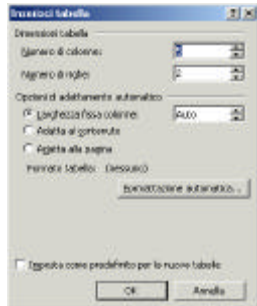 Inserisci tabella
Dimensioni tabella
Numero di colonne:
Numero di righe: 2
Opzioni di adattamento automatico
Larghezza fissa colonne: Auto
Adatta al contenuto
Adatta alla pagina
Formato tabella: (nessuno)
Formattazione automatica...
Imposta come predefinito per le nuove tabelle
OK Annulla